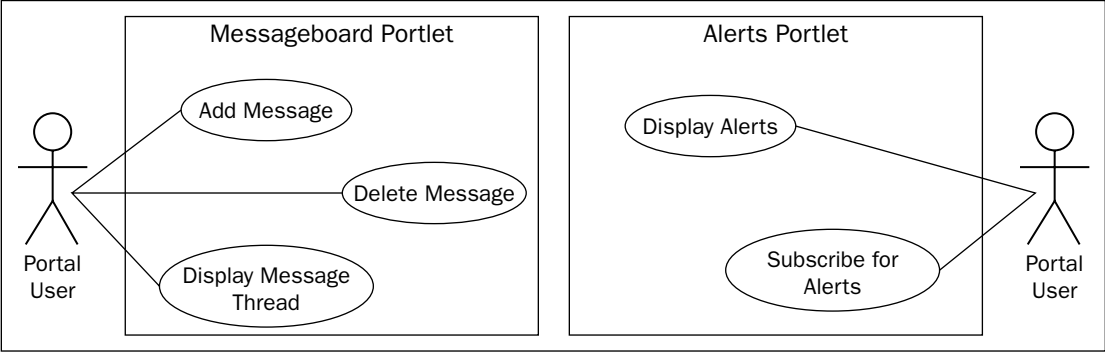 Messageboard Portlet
Add Message
Delete Message
Display Message
Thread
Portal
User
Alerts Portlet
Display Alerts
Subscribe for
Alerts
Portal
User